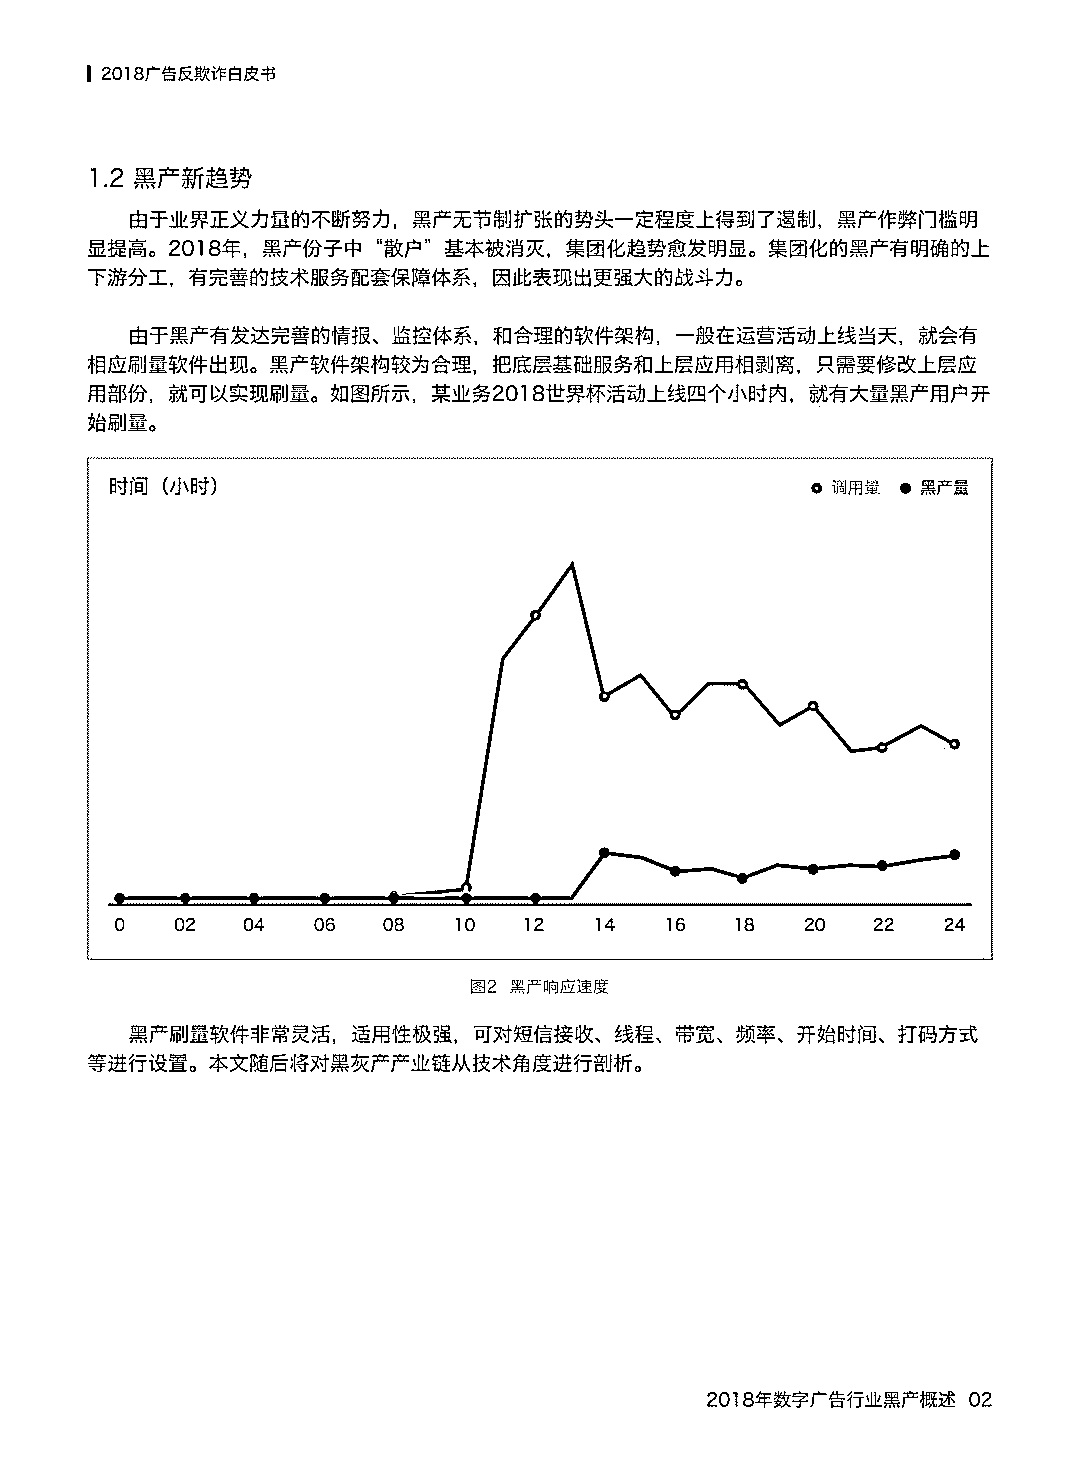 2018广告反欺诈白皮书
1.2 黑产新趋势
由于业界正义力量的不断努力，黑产无节制扩张的势头一定程度上得到了遏制，黑产作弊门槛明
显提高。2018年，黑产份子中“散户”基本被消灭，集团化趋势愈发明显。集团化的黑产有明确的上
下游分工，有完善的技术服务配套保障体系，因此表现出更强大的战斗力。
由于黑产有发达完善的情报、监控体系，和合理的软件架构，一般在运营活动上线当天，就会有
相应刷量软件出现。黑产软件架构较为合理，把底层基础服务和上层应用相剥离，只需要修改上层应
用部份，就可以实现刷量。如图所示，某业务2018世界杯活动上线四个小时内，就有大量黑产用户开
始刷量。
时间（小时）
调用量 黑产量
0 02 04 06 08 10 12 14 16 18 20 22 24
图2 黑产响应速度
黑产刷量软件非常灵活，适用性极强，可对短信接收、线程、带宽、频率、开始时间、打码方式
等进行设置。本文随后将对黑灰产产业链从技术角度进行剖析。
2018年数字广告行业黑产概述 02